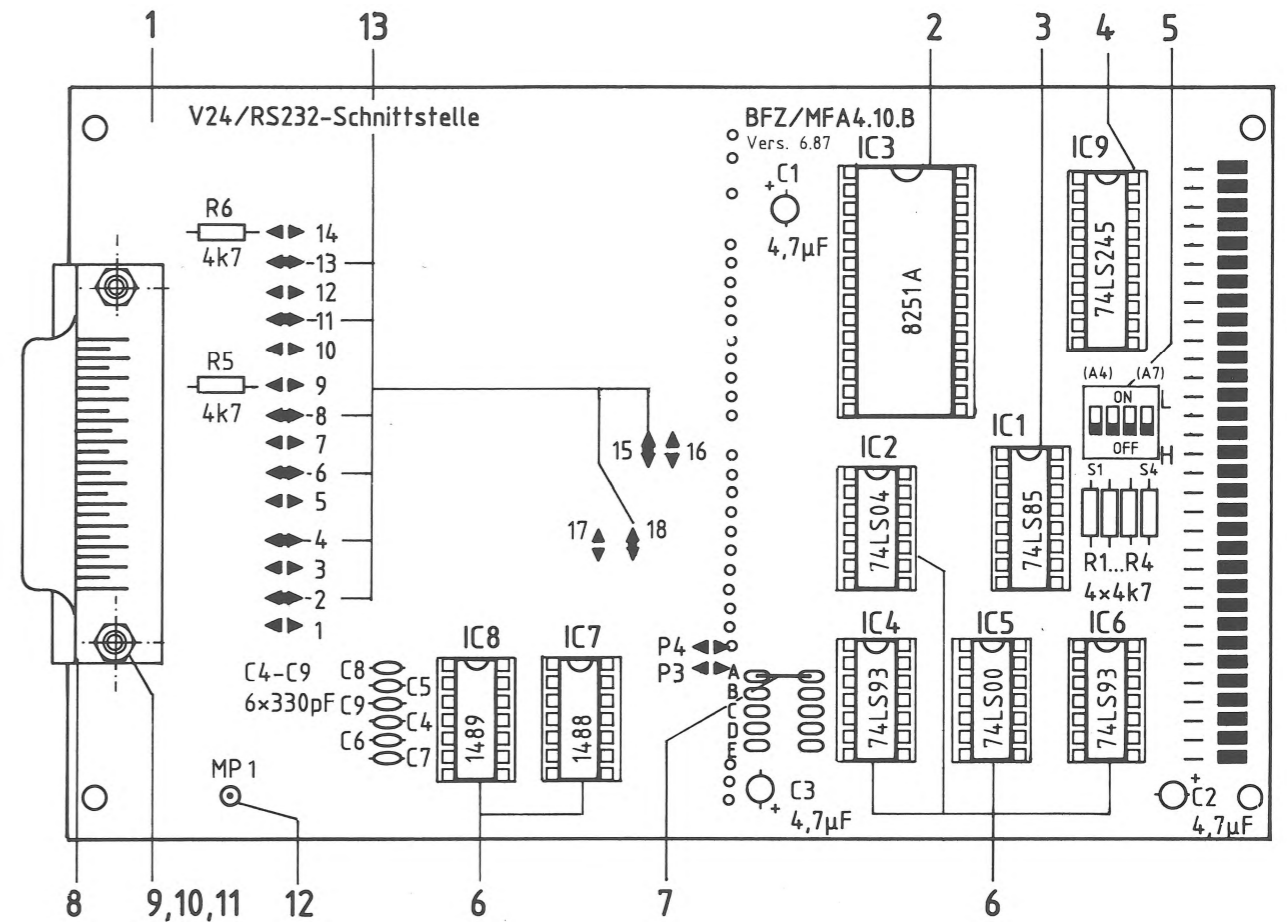 1 13 2 3 4 5
V24/RS232-Schnittstelle
BFZ/MFA4.10.B
Vers. 6.87
IC3
IC9
C1
+
4,7µF
8251A
74LS245
R6
4k7
14
13
12
11
10
R5
4k7
9
8
7
6
5
4
3
2
1
15 16
17 18
(A4) (A7)
ON
L
OFF
H
S1 S4
IC2
IC1
74LS04
74LS85
R1...R4
4×4k7
IC8 IC7
1489
1488
P4
P3
A
B
C
D
E
IC4 IC5 IC6
74LS93
74LS00
74LS93
C4-C9
6×330pF
C8
C5
C9
C4
C6
C7
MP1
C3
+
4,7µF
+
C2
4,7µF
8 9,10,11 12 6 7 6